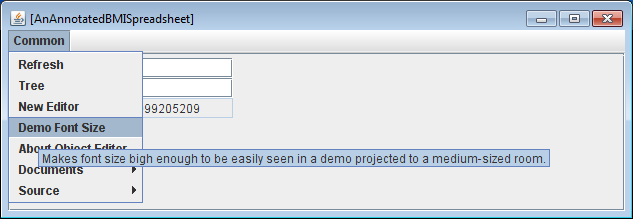 [AnAnnotatedBMISpreadsheet]
Common
Refresh
Tree
New Editor
99205209
Demo Font Size
About Object Editor
Makes font size bigh enough to be easily seen in a demo projected to a medium-sized room.
Documents
Source